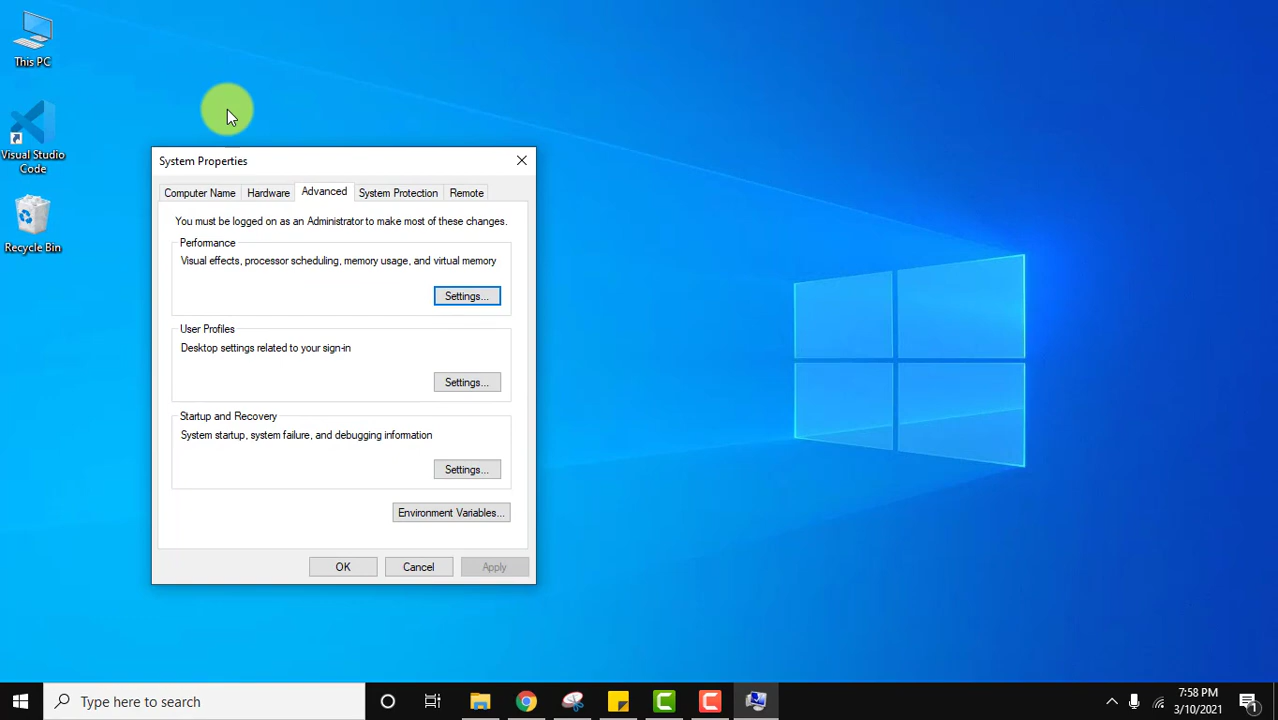 This PC
Visual Studio
Code
Recycle Bin
System Properties
Computer Name
Hardware
Advanced
System Protection
Remote
You must be logged on as an Administrator to make most of these changes.
Performance
Visual effects, processor scheduling, memory usage, and virtual memory
Settings...
User Profiles
Desktop settings related to your sign-in
Settings...
Startup and Recovery
System startup, system failure, and debugging information
Settings...
Environment Variables...
OK
Cancel
Apply
Type here to search
7:58 PM
3/10/2021
1